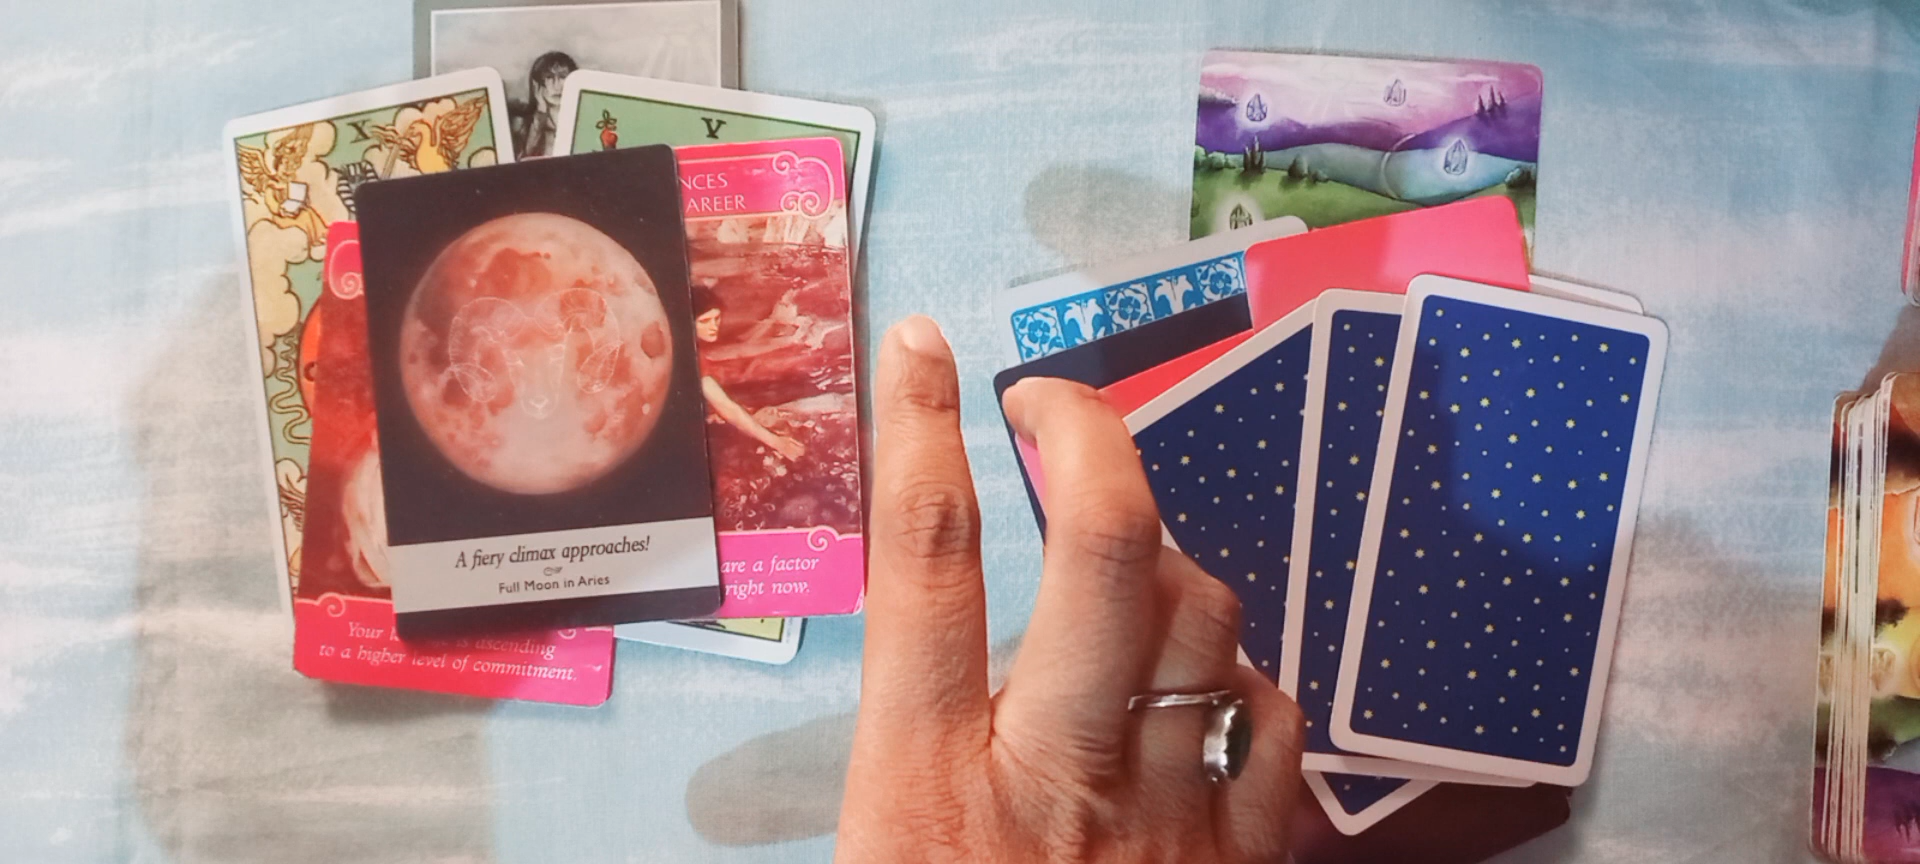 X
V
NCES
AREER
A fiery climax approaches!
Full Moon in Aries
are a factor
right now.
Your is ascending
to a higher level of commitment.